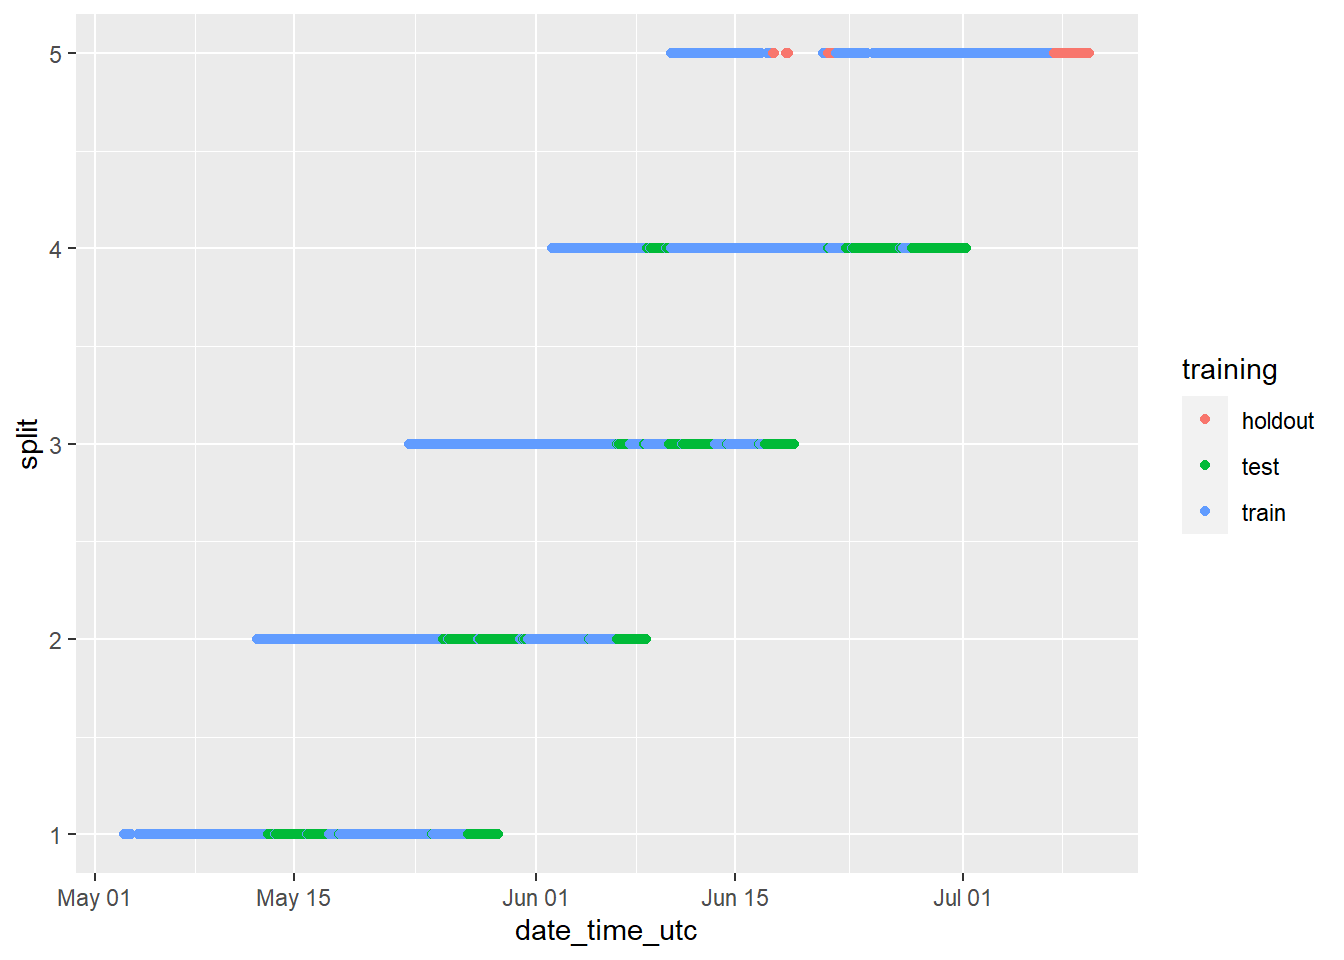 5
4
3
2
1
split
May 01
May 15
Jun 01
Jun 15
Jul 01
date_time_utc
training
holdout
test
train